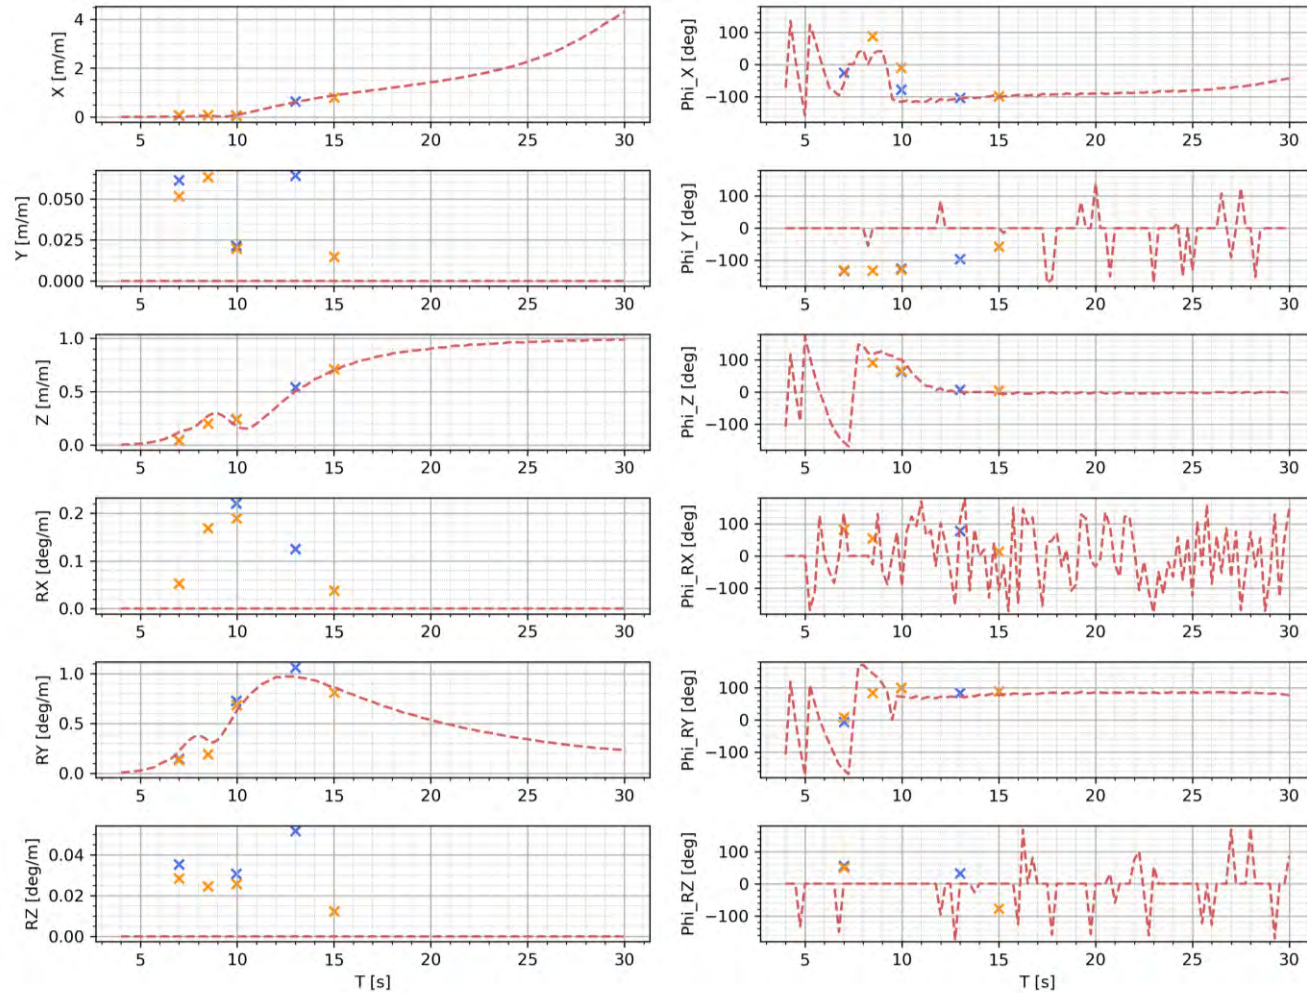 X [m/m]
4
2
0
5 10 15 20 25 30
Phi_X [deg]
100
0
−100
5 10 15 20 25 30
Y [m/m]
0.050
0.025
0.000
5 10 15 20 25 30
Phi_Y [deg]
100
0
−100
5 10 15 20 25 30
Z [m/m]
1.0
0.5
0.0
5 10 15 20 25 30
Phi_Z [deg]
100
0
−100
5 10 15 20 25 30
RX [deg/m]
0.2
0.1
0.0
5 10 15 20 25 30
Phi_RX [deg]
100
0
−100
5 10 15 20 25 30
RY [deg/m]
1.0
0.5
0.0
5 10 15 20 25 30
Phi_RY [deg]
100
0
−100
5 10 15 20 25 30
RZ [deg/m]
0.04
0.02
0.00
5 10 15 20 25 30
T [s]
Phi_RZ [deg]
100
0
−100
5 10 15 20 25 30
T [s]